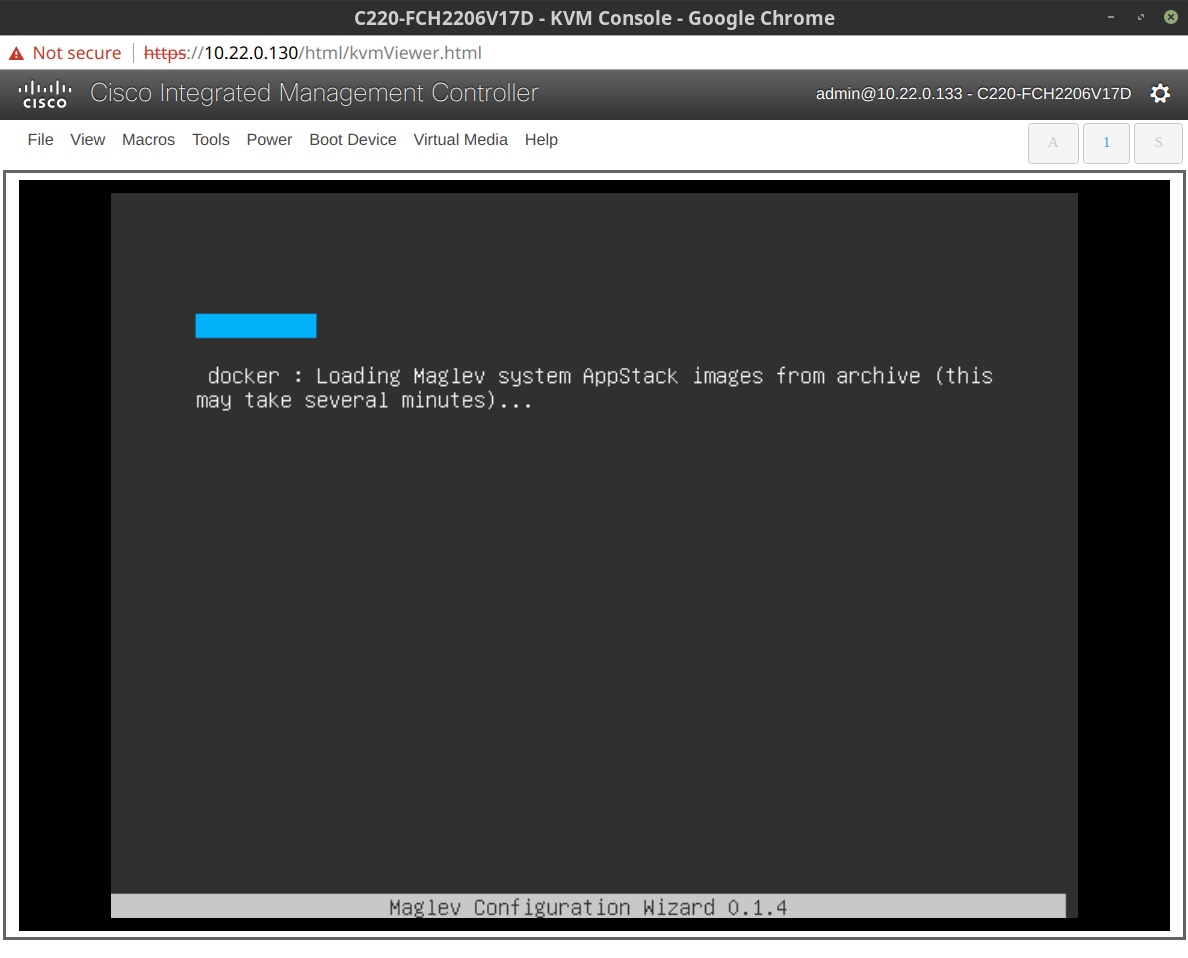 C220-FCH2206V17D - KVM Console - Google Chrome
Not secure https://10.22.0.130/html/kvmViewer.html
CISCO Cisco Integrated Management Controller admin@10.22.0.133 - C220-FCH2206V17D
File View Macros Tools Power Boot Device Virtual Media Help A 1 S
docker : Loading Maglev system AppStack images from archive (this
may take several minutes)...
Maglev Configuration Wizard 0.1.4